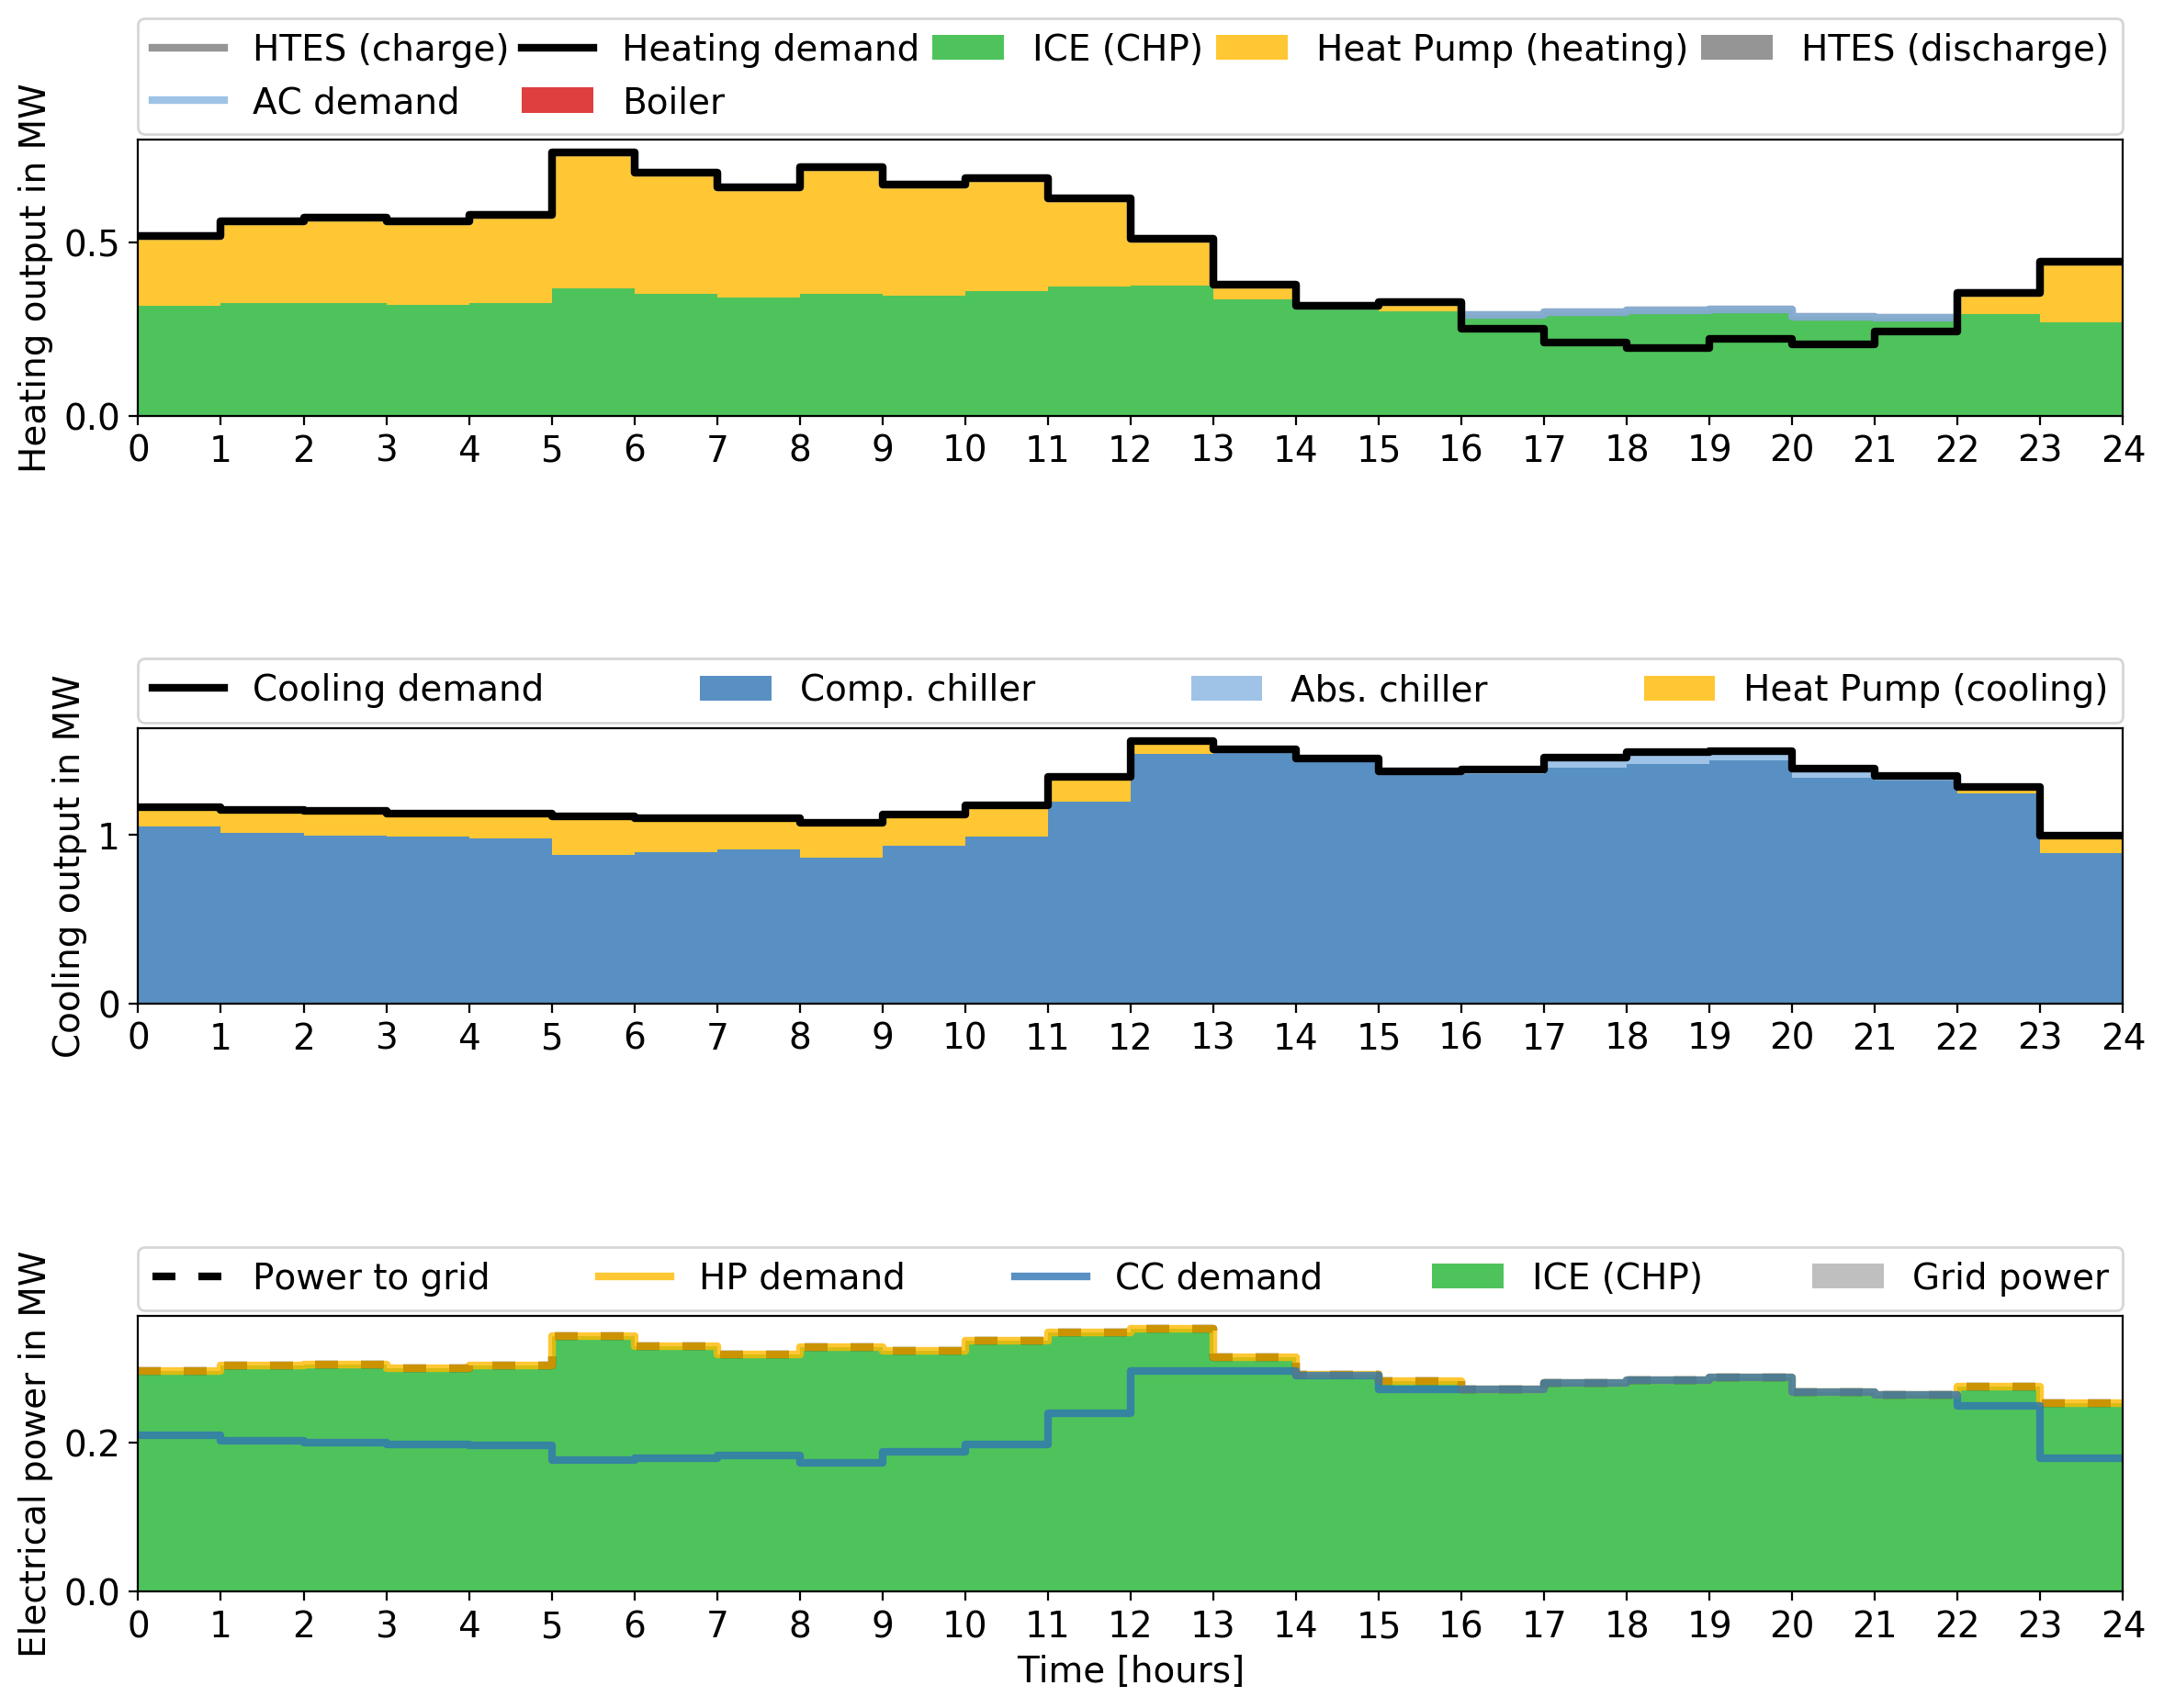 HTES (charge) Heating demand ICE (CHP) Heat Pump (heating) HTES (discharge)
AC demand Boiler
Heating output in MW
0.5
0.0
0 1 2 3 4 5 6 7 8 9 10 11 12 13 14 15 16 17 18 19 20 21 22 23 24
Cooling demand Comp. chiller Abs. chiller Heat Pump (cooling)
Cooling output in MW
1
0
0 1 2 3 4 5 6 7 8 9 10 11 12 13 14 15 16 17 18 19 20 21 22 23 24
Power to grid HP demand CC demand ICE (CHP) Grid power
Electrical power in MW
0.2
0.0
0 1 2 3 4 5 6 7 8 9 10 11 12 13 14 15 16 17 18 19 20 21 22 23 24
Time [hours]